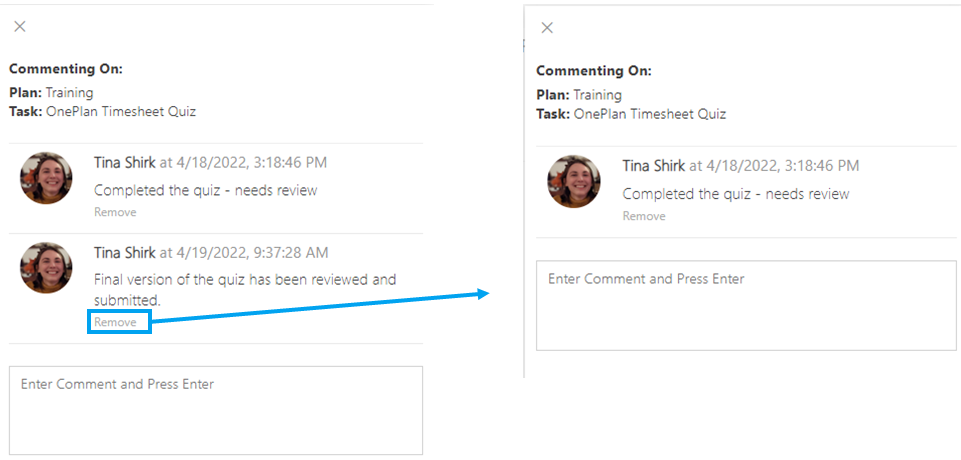 Commenting On:
Plan: Training
Task: OnePlan Timesheet Quiz
Tina Shirk at 4/18/2022, 3:18:46 PM
Completed the quiz - needs review
Remove
Tina Shirk at 4/19/2022, 9:37:28 AM
Final version of the quiz has been reviewed and
submitted.
Remove
Enter Comment and Press Enter
Commenting On:
Plan: Training
Task: OnePlan Timesheet Quiz
Tina Shirk at 4/18/2022, 3:18:46 PM
Completed the quiz - needs review
Remove
Enter Comment and Press Enter